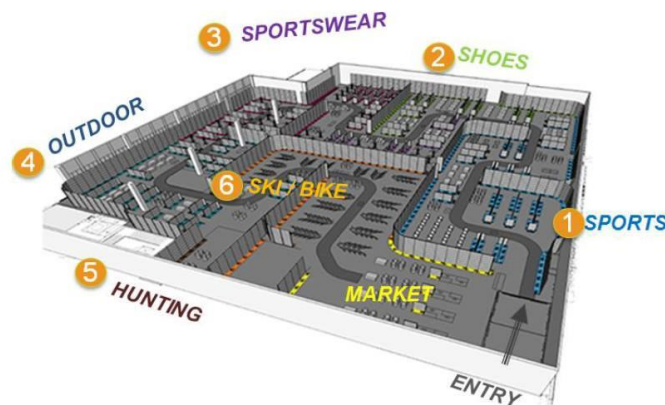 3 SPORTSWEAR
2 SHOES
4 OUTDOOR
6 SKI / BIKE
1 SPORTS
5 HUNTING
MARKET
ENTRY